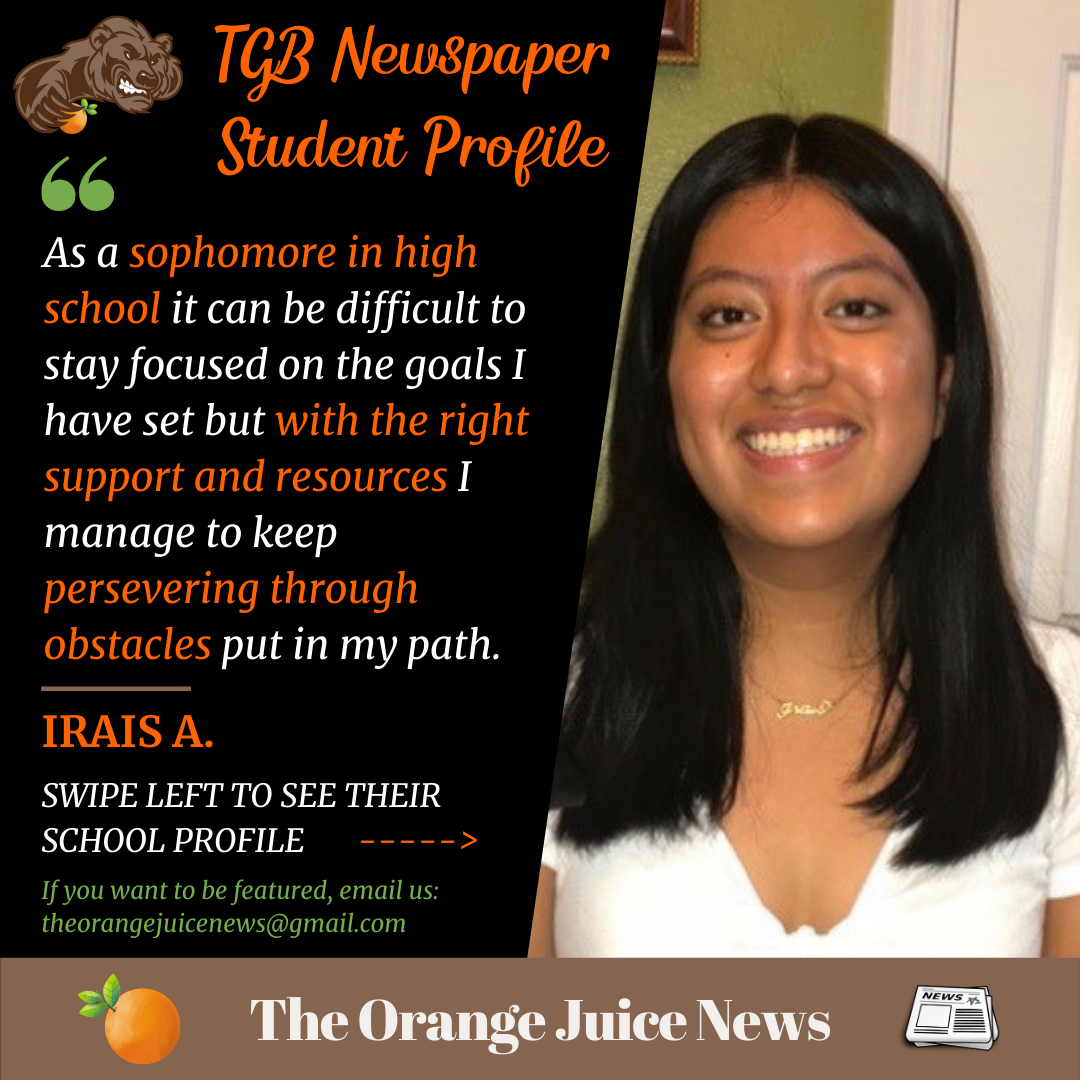 TGB Newspaper
Student Profile
As a sophomore in high
school it can be difficult to
stay focused on the goals I
have set but with the right
support and resources I
manage to keep
persevering through
obstacles put in my path.
IRAIS A.
SWIPE LEFT TO SEE THEIR
SCHOOL PROFILE ----->
If you want to be featured, email us:
theorangejuicenews@gmail.com
Irais
The Orange Juice News
NEWS